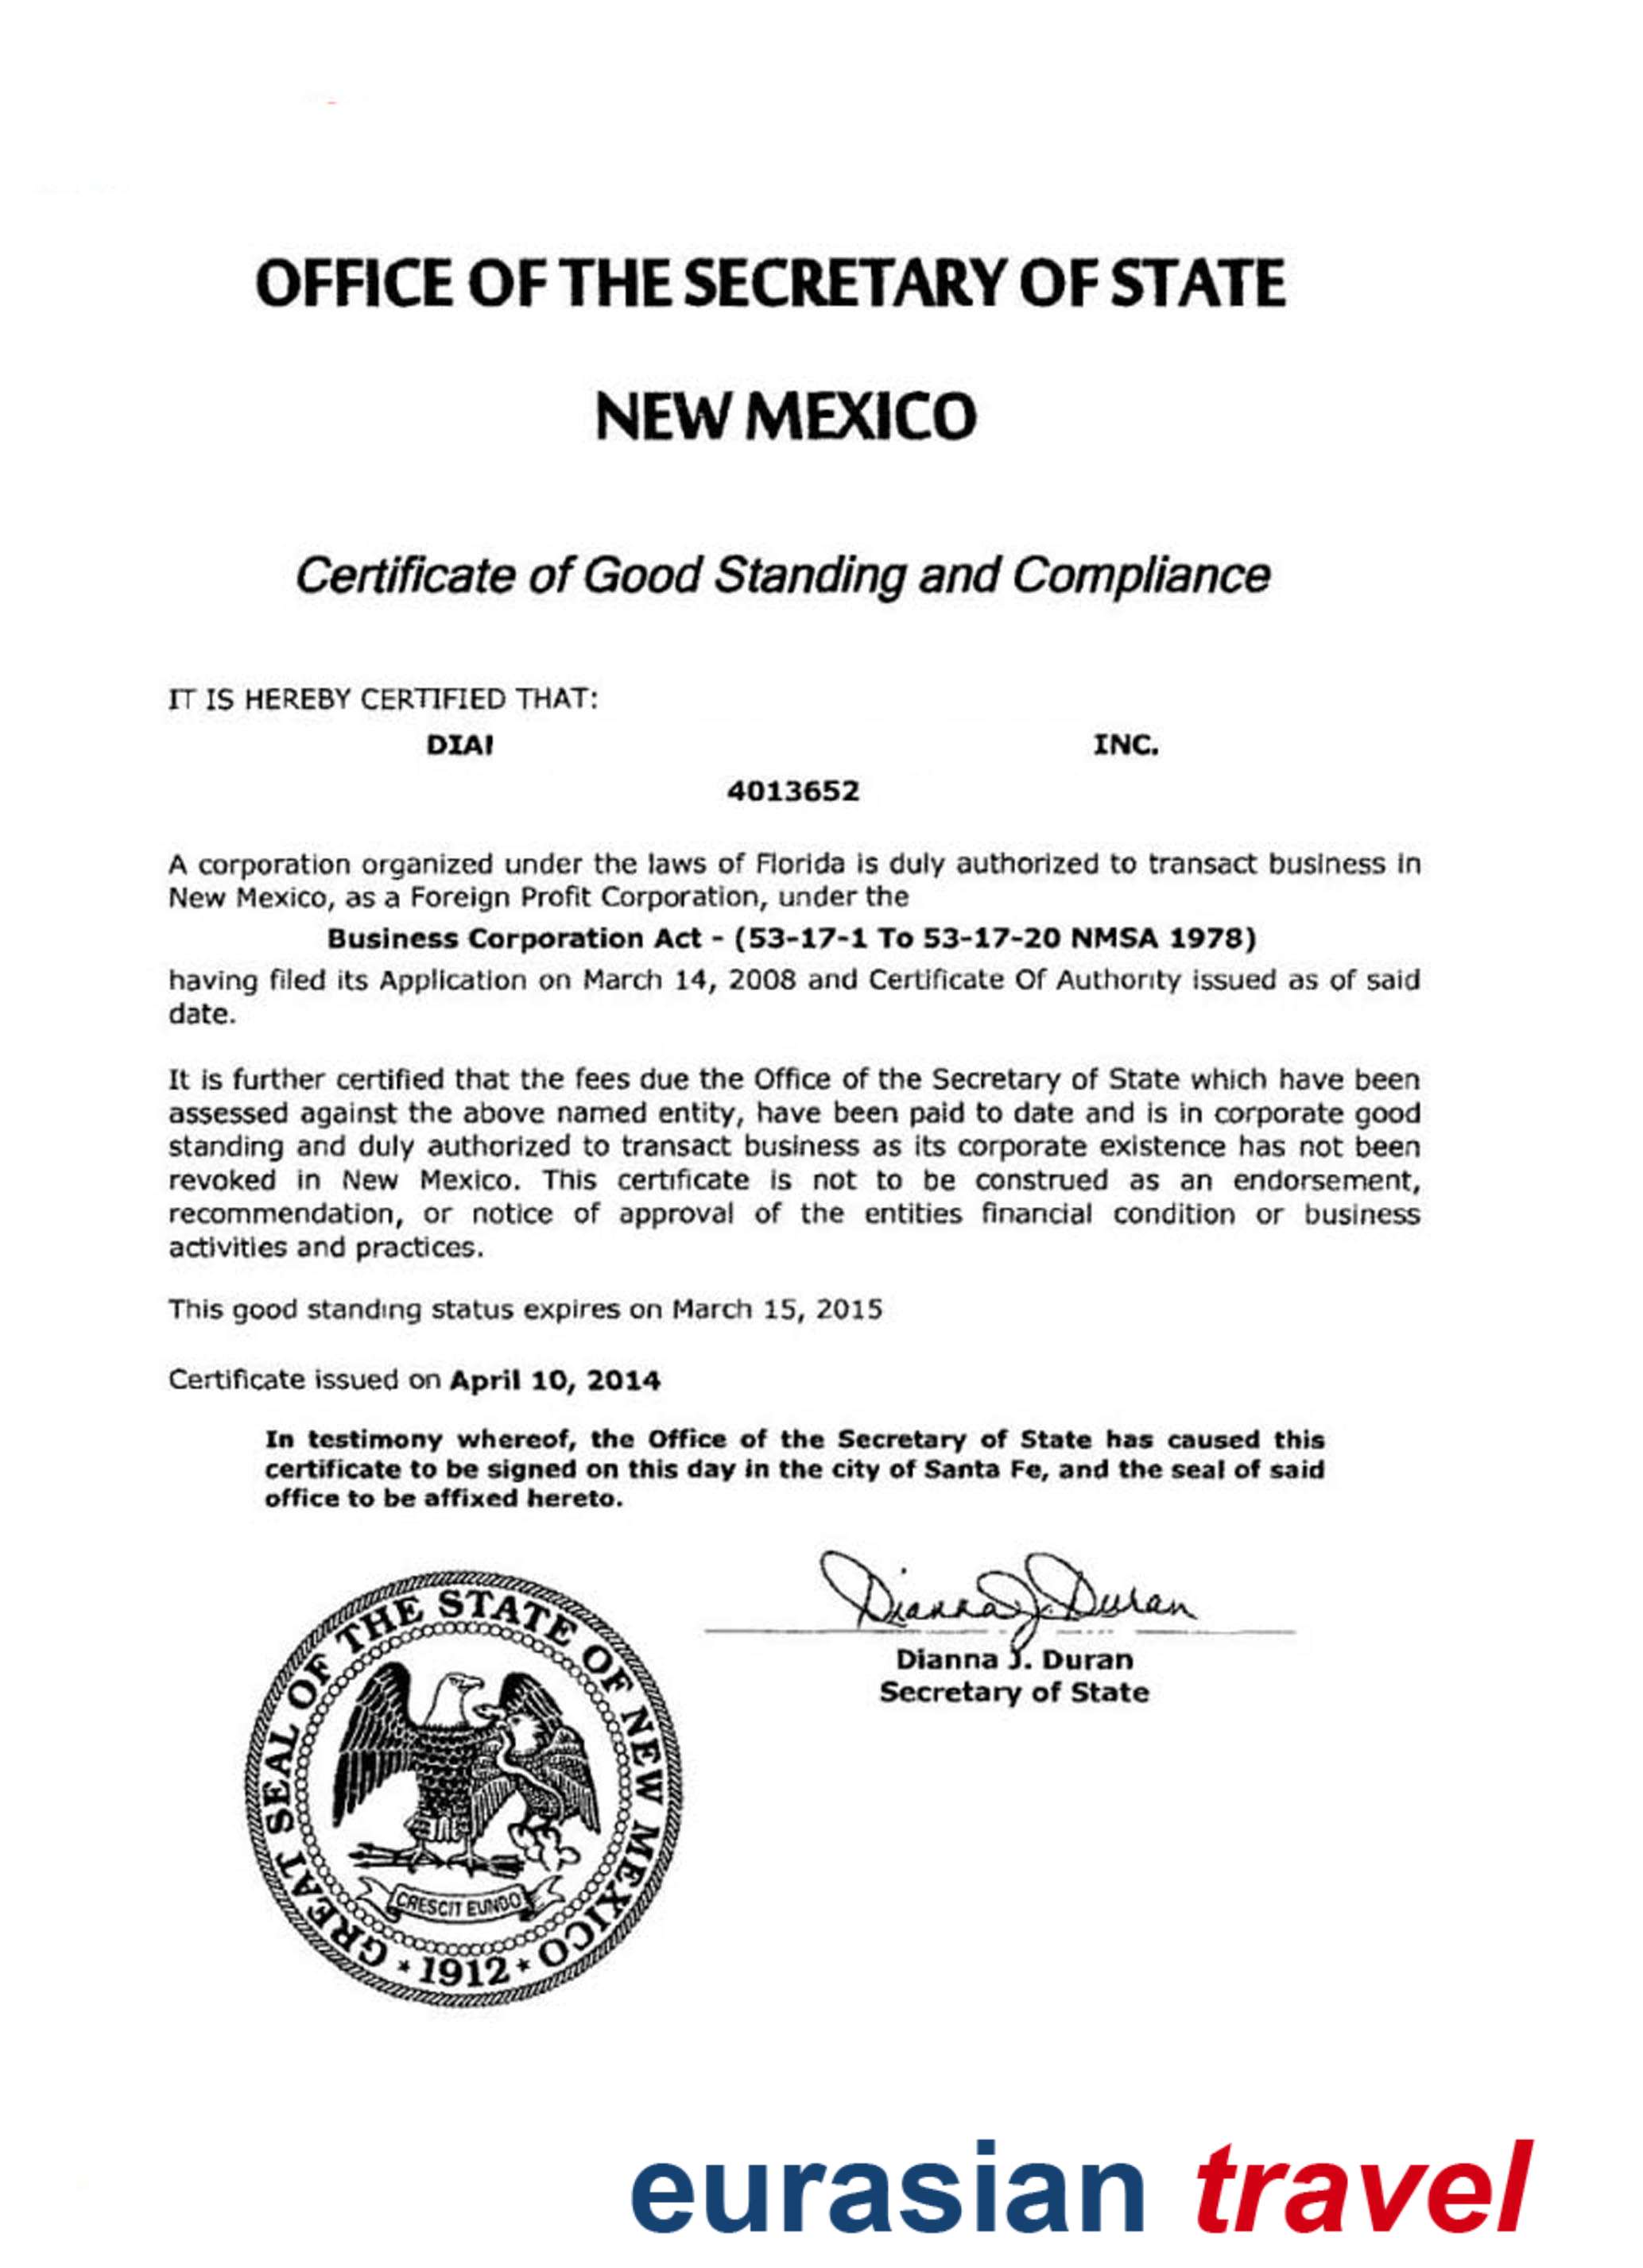 OFFICE OF THE SECRETARY OF STATE
NEW MEXICO
Certificate of Good Standing and Compliance
IT IS HEREBY CERTIFIED THAT:
DIAI INC.
4013652
A corporation organized under the laws of Florida is duly authorized to transact business in
New Mexico, as a Foreign Profit Corporation, under the
Business Corporation Act - (53-17-1 To 53-17-20 NMSA 1978)
having filed its Application on March 14, 2008 and Certificate Of Authority issued as of said
date.
It is further certified that the fees due the Office of the Secretary of State which have been
assessed against the above named entity, have been paid to date and is in corporate good
standing and duly authorized to transact business as its corporate existence has not been
revoked in New Mexico. This certificate is not to be construed as an endorsement,
recommendation, or notice of approval of the entities financial condition or business
activities and practices.
This good standing status expires on March 15, 2015
Certificate issued on April 10, 2014
In testimony whereof, the Office of the Secretary of State has caused this
certificate to be signed on this day in the city of Santa Fe, and the seal of said
office to be affixed hereto.
Dianna J. Duran
Dianna J. Duran
Secretary of State
GREAT SEAL OF THE STATE OF NEW MEXICO
CRESCIT EUNDO
* 1912 *
eurasian travel